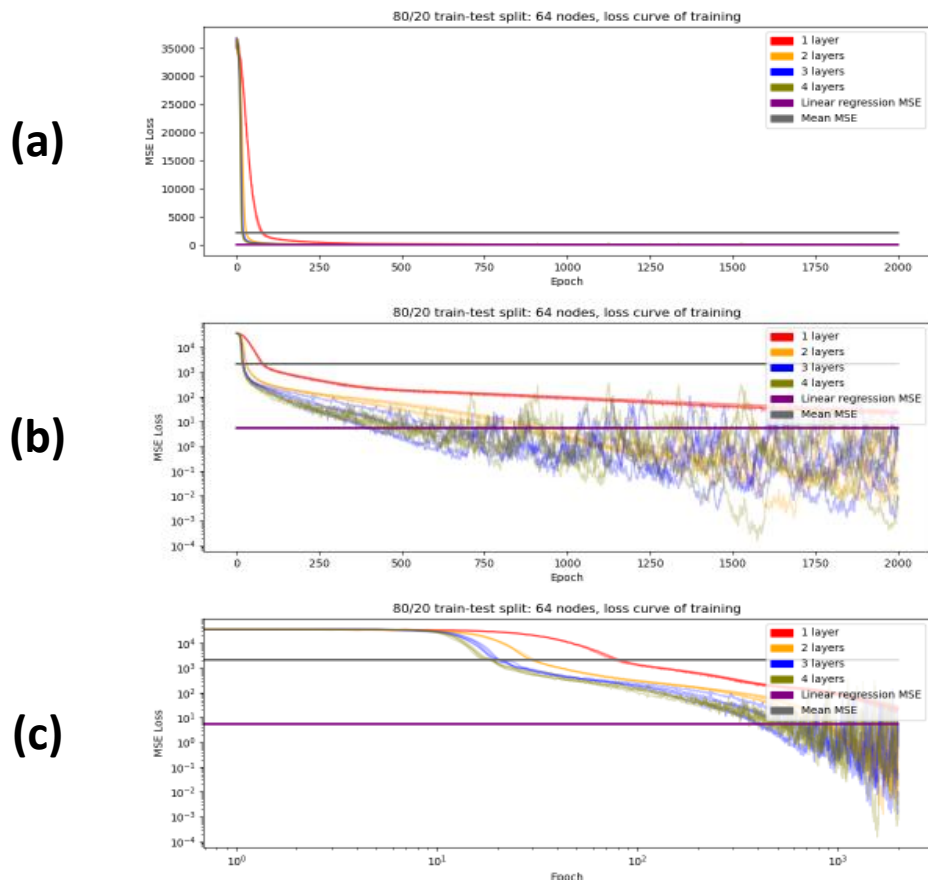 (a)
80/20 train-test split: 64 nodes, loss curve of training
MSE Loss
35000
30000
25000
20000
15000
10000
5000
0
1 layer
2 layers
3 layers
4 layers
Linear regression MSE
Mean MSE
0 250 500 750 1000 1250 1500 1750 2000
Epoch
(b)
80/20 train-test split: 64 nodes, loss curve of training
MSE Loss
10⁴
10³
10²
10¹
10⁰
10⁻¹
10⁻²
10⁻³
10⁻⁴
1 layer
2 layers
3 layers
4 layers
Linear regression MSE
Mean MSE
0 250 500 750 1000 1250 1500 1750 2000
Epoch
(c)
80/20 train-test split: 64 nodes, loss curve of training
MSE Loss
10⁴
10³
10²
10¹
10⁰
10⁻¹
10⁻²
10⁻³
10⁻⁴
1 layer
2 layers
3 layers
4 layers
Linear regression MSE
Mean MSE
10⁰ 10¹ 10² 10³
Epoch